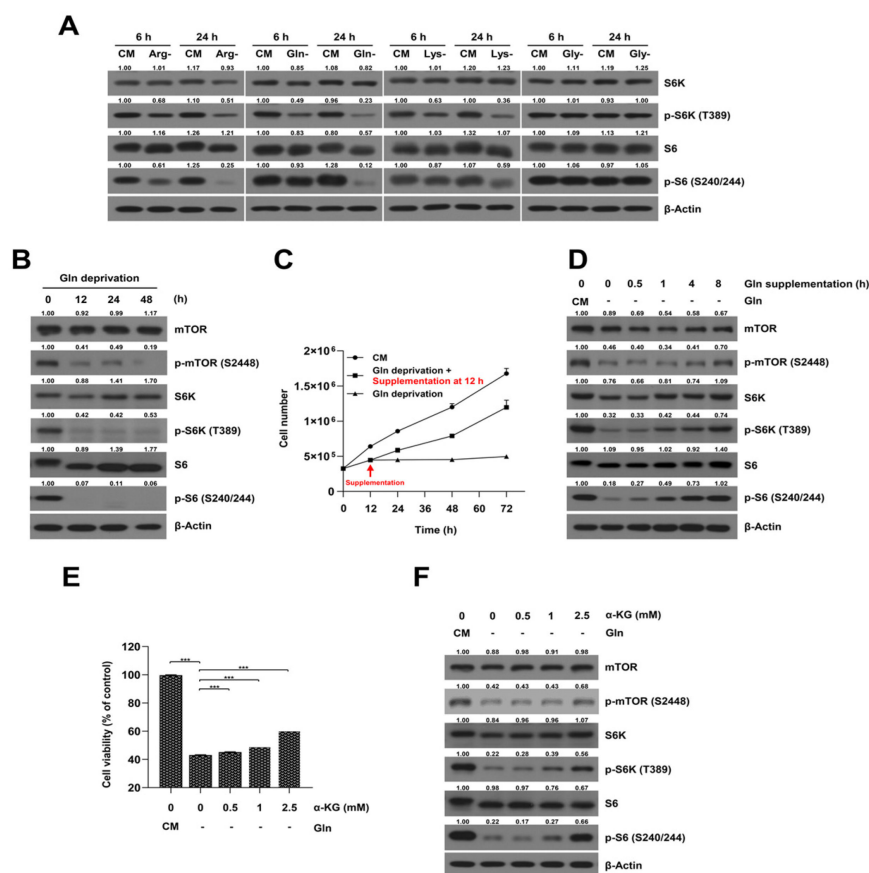 A
6 h 24 h 6 h 24 h 6 h 24 h 6 h 24 h
CM Arg- CM Arg- CM Gln- CM Gln- CM Lys- CM Lys- CM Gly- CM Gly-
1.00 1.01 1.17 0.93 1.00 0.85 1.08 0.82 1.00 1.01 1.20 1.23 1.00 1.11 1.19 1.25
S6K
1.00 0.68 1.10 0.51 1.00 0.49 0.96 0.23 1.00 0.63 1.00 0.36 1.00 1.01 0.93 1.00
p-S6K (T389)
1.00 1.16 1.26 1.21 1.00 0.83 0.80 0.57 1.00 1.03 1.32 1.07 1.00 1.09 1.13 1.21
S6
1.00 0.61 1.25 0.25 1.00 0.93 1.28 0.12 1.00 0.87 1.07 0.59 1.00 1.06 0.97 1.05
p-S6 (S240/244)
β-Actin
B
Gln deprivation
0 12 24 48 (h)
1.00 0.92 0.99 1.17
mTOR
1.00 0.41 0.49 0.19
p-mTOR (S2448)
1.00 0.88 1.41 1.70
S6K
1.00 0.42 0.42 0.53
p-S6K (T389)
1.00 0.89 1.39 1.77
S6
1.00 0.07 0.11 0.06
p-S6 (S240/244)
β-Actin
C
2×10⁶
1.5×10⁶
1×10⁶
5×10⁵
0
Cell number
CM
Gln deprivation +
Supplementation at 12 h
Gln deprivation
Supplementation
0 12 24 36 48 60 72
Time (h)
D
0 0 0.5 1 4 8 Gln supplementation (h)
CM - - - - - Gln
1.00 0.89 0.69 0.54 0.58 0.67
mTOR
1.00 0.46 0.40 0.34 0.41 0.70
p-mTOR (S2448)
1.00 0.76 0.66 0.81 0.74 1.09
S6K
1.00 0.32 0.33 0.42 0.44 0.74
p-S6K (T389)
1.00 1.09 0.95 1.02 0.92 1.40
S6
1.00 0.18 0.27 0.49 0.73 1.02
p-S6 (S240/244)
β-Actin
E
120
100
80
60
40
20
Cell viability (% of control)
***
***
***
***
0 0 0.5 1 2.5 α-KG (mM)
CM - - - - Gln
F
0 0 0.5 1 2.5 α-KG (mM)
CM - - - - Gln
1.00 0.88 0.98 0.91 0.98
mTOR
1.00 0.42 0.43 0.43 0.68
p-mTOR (S2448)
1.00 0.84 0.96 0.96 1.07
S6K
1.00 0.22 0.28 0.39 0.56
p-S6K (T389)
1.00 0.98 0.97 0.76 0.67
S6
1.00 0.22 0.17 0.27 0.66
p-S6 (S240/244)
β-Actin